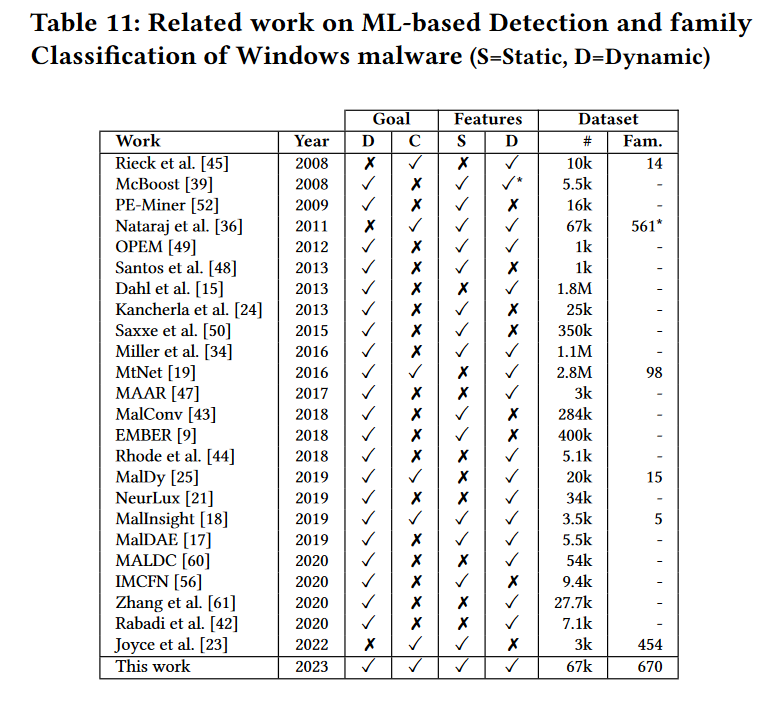 Table 11: Related work on ML-based Detection and family
Classification of Windows malware (S=Static, D=Dynamic)
Goal Features Dataset
Work Year D C S D # Fam.
Rieck et al. [45] 2008 ✗ ✓ ✗ ✓ 10k 14
McBoost [39] 2008 ✓ ✗ ✓ ✓* 5.5k -
PE-Miner [52] 2009 ✓ ✗ ✓ ✗ 16k -
Nataraj et al. [36] 2011 ✗ ✓ ✓ ✓ 67k 561*
OPEM [49] 2012 ✓ ✗ ✓ ✓ 1k -
Santos et al. [48] 2013 ✓ ✗ ✓ ✗ 1k -
Dahl et al. [15] 2013 ✓ ✗ ✗ ✓ 1.8M -
Kancherla et al. [24] 2013 ✓ ✗ ✓ ✗ 25k -
Saxxe et al. [50] 2015 ✓ ✗ ✓ ✗ 350k -
Miller et al. [34] 2016 ✓ ✗ ✓ ✓ 1.1M -
MtNet [19] 2016 ✓ ✓ ✗ ✓ 2.8M 98
MAAR [47] 2017 ✓ ✗ ✗ ✓ 3k -
MalConv [43] 2018 ✓ ✗ ✓ ✗ 284k -
EMBER [9] 2018 ✓ ✗ ✓ ✗ 400k -
Rhode et al. [44] 2018 ✓ ✗ ✗ ✓ 5.1k -
MalDy [25] 2019 ✓ ✓ ✗ ✓ 20k 15
NeurLux [21] 2019 ✓ ✗ ✗ ✓ 34k -
MalInsight [18] 2019 ✓ ✓ ✓ ✓ 3.5k 5
MalDAE [17] 2019 ✓ ✗ ✓ ✓ 5.5k -
MALDC [60] 2020 ✓ ✗ ✗ ✓ 54k -
IMCFN [56] 2020 ✓ ✗ ✓ ✗ 9.4k -
Zhang et al. [61] 2020 ✓ ✗ ✗ ✓ 27.7k -
Rabadi et al. [42] 2020 ✓ ✗ ✗ ✓ 7.1k -
Joyce et al. [23] 2022 ✗ ✓ ✓ ✗ 3k 454
This work 2023 ✓ ✓ ✓ ✓ 67k 670